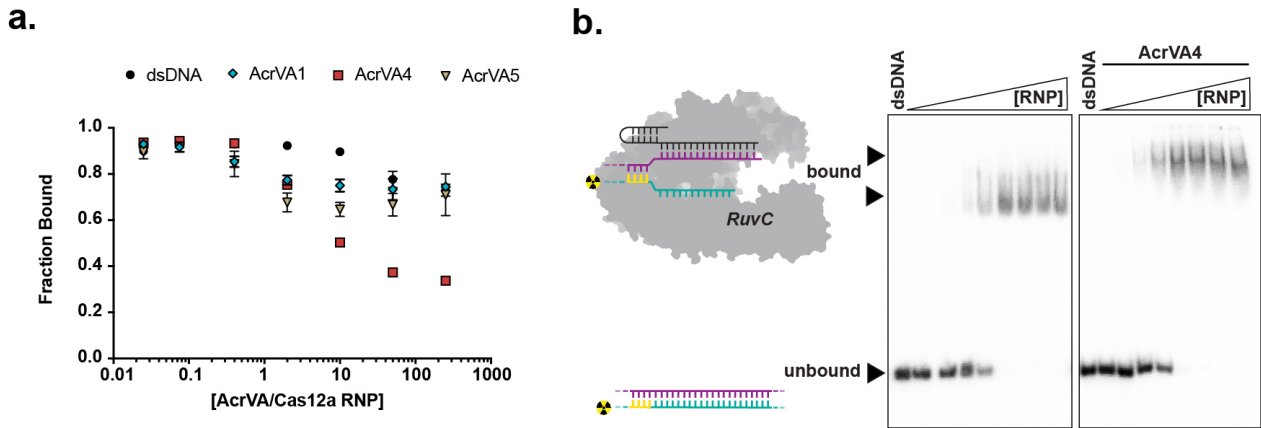 a.
dsDNA AcrVA1 AcrVA4 AcrVA5
Fraction Bound
1.0
0.8
0.6
0.4
0.2
0.0
0.01 0.1 1 10 100 1000
[AcrVA/Cas12a RNP]
b.
RuvC
bound
unbound
dsDNA
[RNP]
dsDNA
AcrVA4
[RNP]